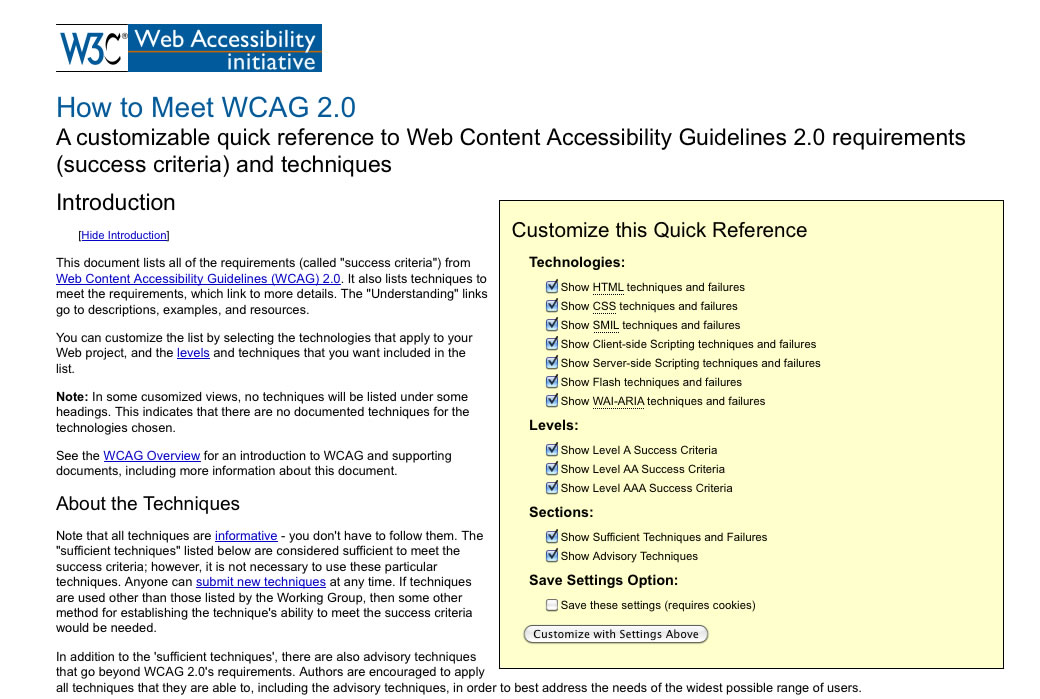 W3C® Web Accessibility
initiative
How to Meet WCAG 2.0
A customizable quick reference to Web Content Accessibility Guidelines 2.0 requirements
(success criteria) and techniques
Introduction
[Hide Introduction]
This document lists all of the requirements (called "success criteria") from
Web Content Accessibility Guidelines (WCAG) 2.0. It also lists techniques to
meet the requirements, which link to more details. The "Understanding" links
go to descriptions, examples, and resources.
You can customize the list by selecting the technologies that apply to your
Web project, and the levels and techniques that you want included in the
list.
Note: In some cusomized views, no techniques will be listed under some
headings. This indicates that there are no documented techniques for the
technologies chosen.
See the WCAG Overview for an introduction to WCAG and supporting
documents, including more information about this document.
About the Techniques
Note that all techniques are informative - you don't have to follow them. The
"sufficient techniques" listed below are considered sufficient to meet the
success criteria; however, it is not necessary to use these particular
techniques. Anyone can submit new techniques at any time. If techniques
are used other than those listed by the Working Group, then some other
method for establishing the technique's ability to meet the success criteria
would be needed.
In addition to the 'sufficient techniques', there are also advisory techniques
that go beyond WCAG 2.0's requirements. Authors are encouraged to apply
all techniques that they are able to, including the advisory techniques, in order to best address the needs of the widest possible range of users.
Customize this Quick Reference
Technologies:
Show HTML techniques and failures
Show CSS techniques and failures
Show SMIL techniques and failures
Show Client-side Scripting techniques and failures
Show Server-side Scripting techniques and failures
Show Flash techniques and failures
Show WAI-ARIA techniques and failures
Levels:
Show Level A Success Criteria
Show Level AA Success Criteria
Show Level AAA Success Criteria
Sections:
Show Sufficient Techniques and Failures
Show Advisory Techniques
Save Settings Option:
Save these settings (requires cookies)
Customize with Settings Above